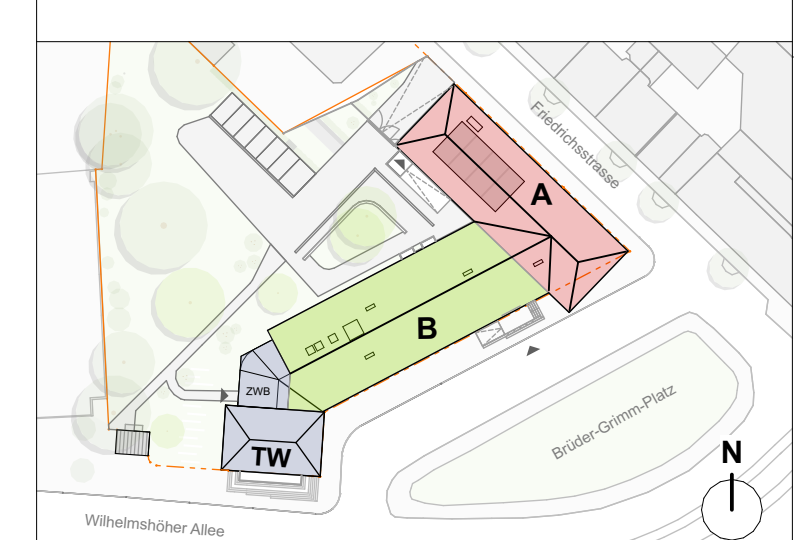 Friedrichsstrasse
A
B
ZWB
TW
Brüder-Grimm-Platz
N
Wilhelmshöher Allee